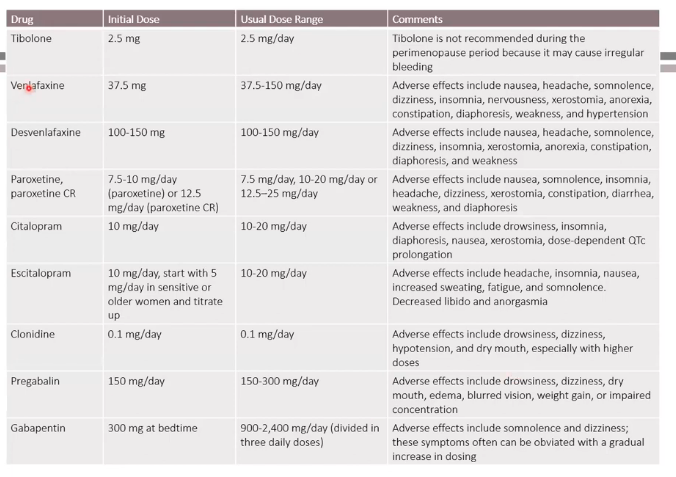 Drug Initial Dose Usual Dose Range Comments
Tibolone 2.5 mg 2.5 mg/day Tibolone is not recommended during the
perimenopause period because it may cause irregular
bleeding
Venlafaxine 37.5 mg 37.5-150 mg/day Adverse effects include nausea, headache, somnolence,
dizziness, insomnia, nervousness, xerostomia, anorexia,
constipation, diaphoresis, weakness, and hypertension
Desvenlafaxine 100-150 mg 100-150 mg/day Adverse effects include nausea, headache, somnolence,
dizziness, insomnia, xerostomia, anorexia, constipation,
diaphoresis, and weakness
Paroxetine, 7.5-10 mg/day 7.5 mg/day, 10-20 mg/day or Adverse effects include nausea, somnolence, insomnia,
paroxetine CR (paroxetine) or 12.5 12.5–25 mg/day headache, dizziness, xerostomia, constipation, diarrhea,
mg/day (paroxetine CR) weakness, and diaphoresis
Citalopram 10 mg/day 10-20 mg/day Adverse effects include drowsiness, insomnia,
diaphoresis, nausea, xerostomia, dose-dependent QTc
prolongation
Escitalopram 10 mg/day, start with 5 10-20 mg/day Adverse effects include headache, insomnia, nausea,
mg/day in sensitive or increased sweating, fatigue, and somnolence.
older women and titrate Decreased libido and anorgasmia
up
Clonidine 0.1 mg/day 0.1 mg/day Adverse effects include drowsiness, dizziness,
hypotension, and dry mouth, especially with higher
doses
Pregabalin 150 mg/day 150-300 mg/day Adverse effects include drowsiness, dizziness, dry
mouth, edema, blurred vision, weight gain, or impaired
concentration
Gabapentin 300 mg at bedtime 900-2,400 mg/day (divided in Adverse effects include somnolence and dizziness;
three daily doses) these symptoms often can be obviated with a gradual
increase in dosing